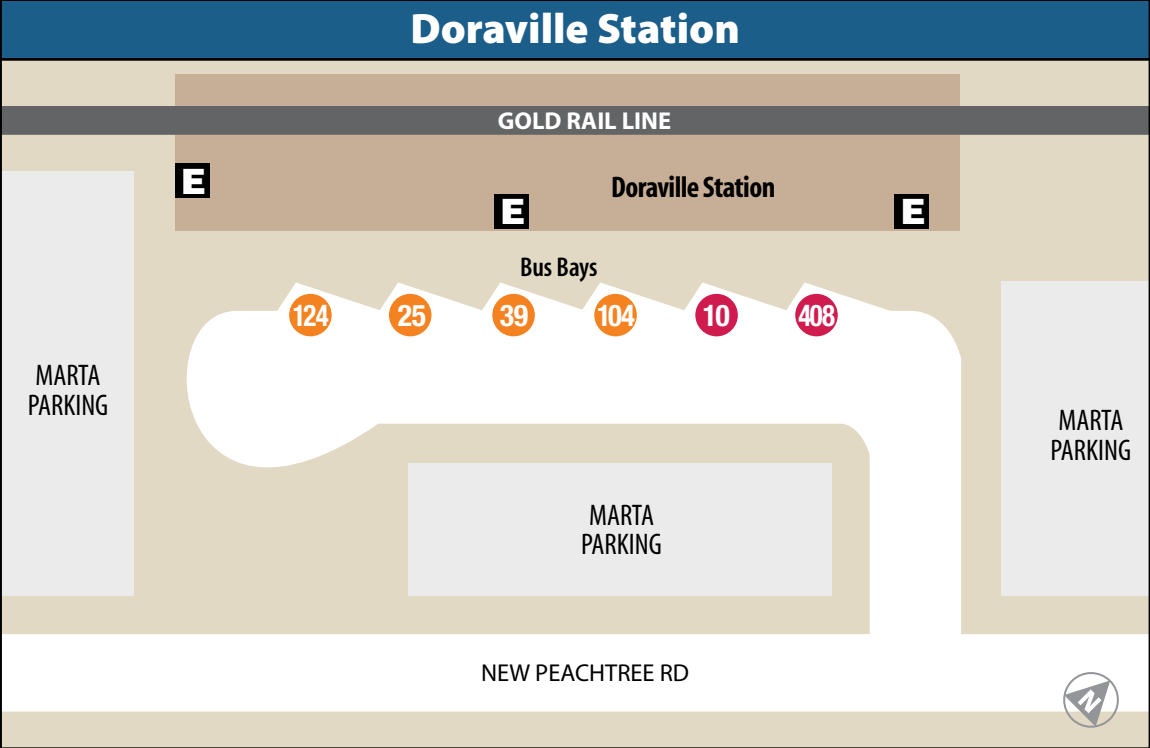 Doraville Station
GOLD RAIL LINE
E
Doraville Station
E
E
Bus Bays
124
25
39
104
10
408
MARTA
PARKING
MARTA
PARKING
MARTA
PARKING
NEW PEACHTREE RD
N